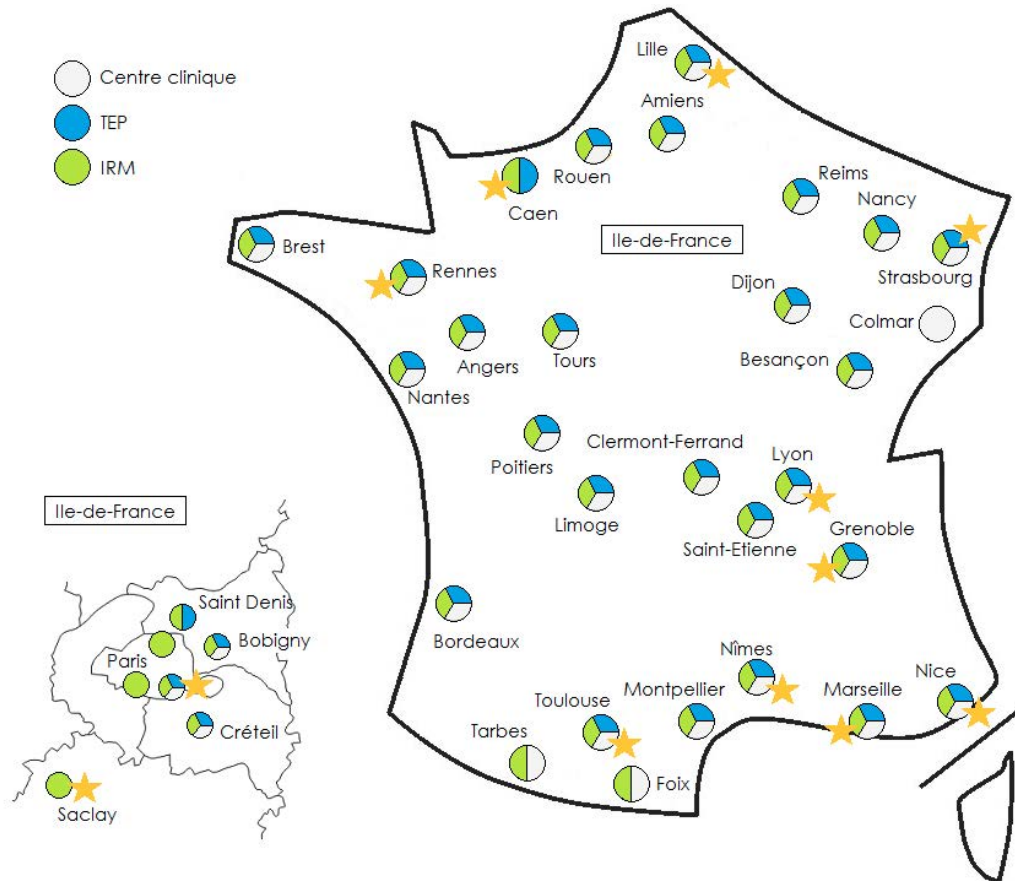 Centre clinique
TEP
IRM
Lille
Amiens
Rouen
Caen
Reims
Nancy
Strasbourg
Ile-de-France
Brest
Rennes
Dijon
Colmar
Besançon
Angers
Tours
Nantes
Poitiers
Clermont-Ferrand
Lyon
Limoge
Saint-Etienne
Grenoble
Bordeaux
Nîmes
Nice
Toulouse
Montpellier
Marseille
Tarbes
Foix
Ile-de-France
Saint Denis
Bobigny
Paris
Créteil
Saclay